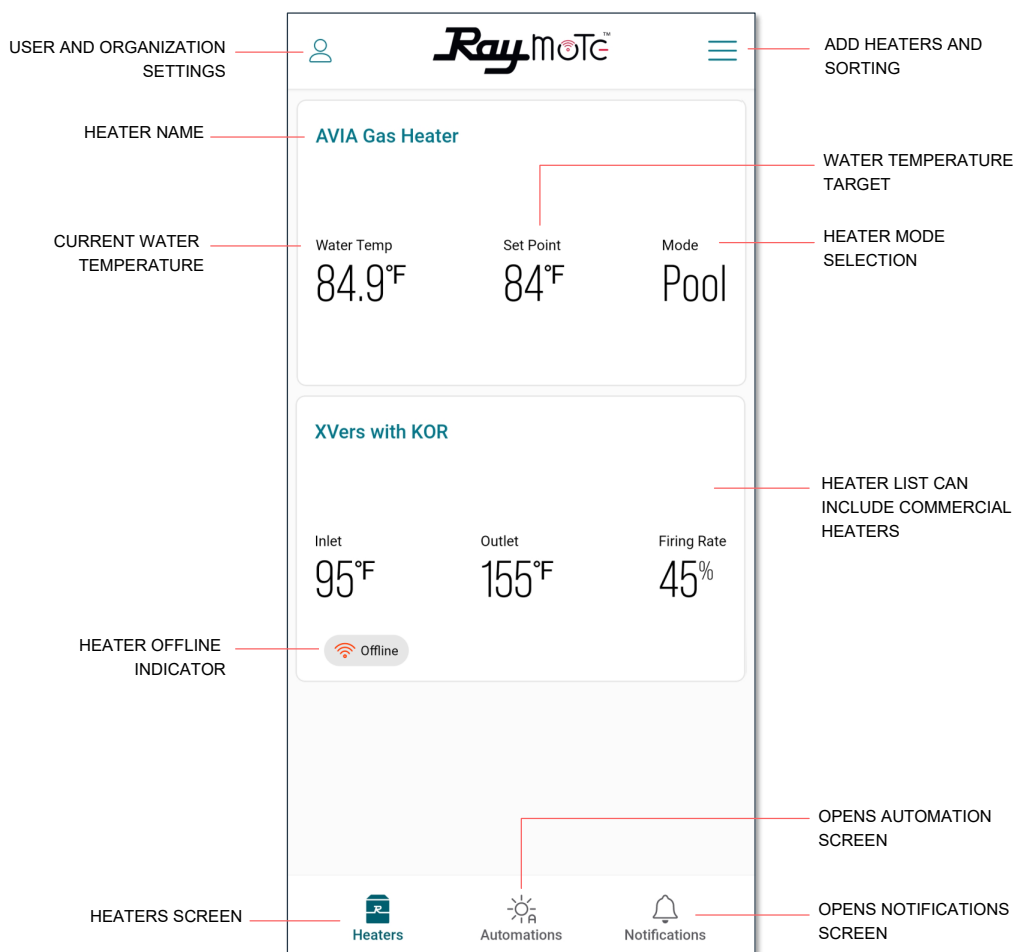 USER AND ORGANIZATION
SETTINGS
RayMOTE™
ADD HEATERS AND
SORTING
HEATER NAME
AVIA Gas Heater
WATER TEMPERATURE
TARGET
CURRENT WATER
TEMPERATURE
Water Temp
Set Point
Mode
84.9°F
84°F
Pool
HEATER MODE
SELECTION
XVers with KOR
HEATER LIST CAN
INCLUDE COMMERCIAL
HEATERS
Inlet
Outlet
Firing Rate
95°F
155°F
45%
HEATER OFFLINE
INDICATOR
Offline
OPENS AUTOMATION
SCREEN
HEATERS SCREEN
R
Heaters
A
Automations
Notifications
OPENS NOTIFICATIONS
SCREEN